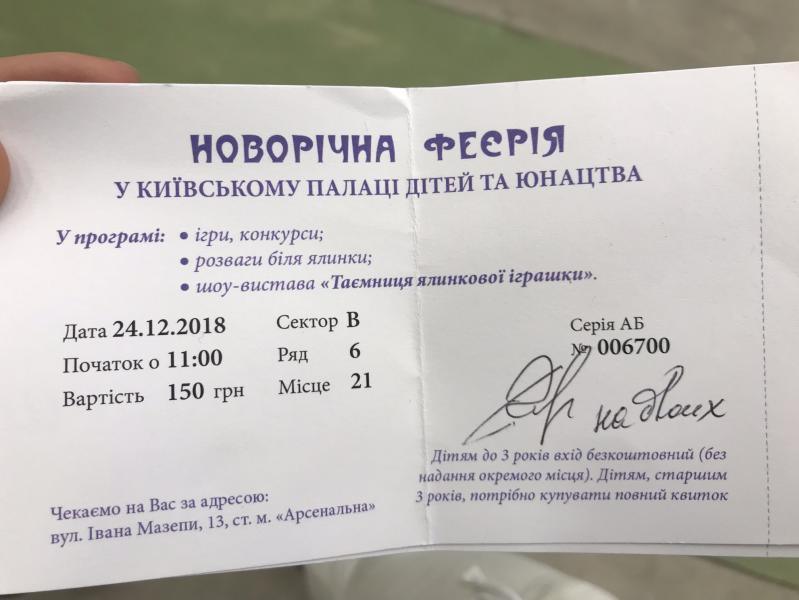 НОВОРІЧНА ФЕЄРІЯ
У КИЇВСЬКОМУ ПАЛАЦІ ДІТЕЙ ТА ЮНАЦТВА
У програмі: • ігри, конкурси;
• розваги біля ялинки;
• шоу-вистава «Таємниця ялинкової іграшки».
Дата 24.12.2018 Сектор В
Початок о 11:00 Ряд 6
Вартість 150 грн Місце 21
Серія АБ
№ 006700
на двоих
Дітям до 3 років вхід безкоштовний (без
надання окремого місця). Дітям, старшим
3 років, потрібно купувати повний квиток
Чекаємо на Вас за адресою:
вул. Івана Мазепи, 13, ст. м. «Арсенальна»